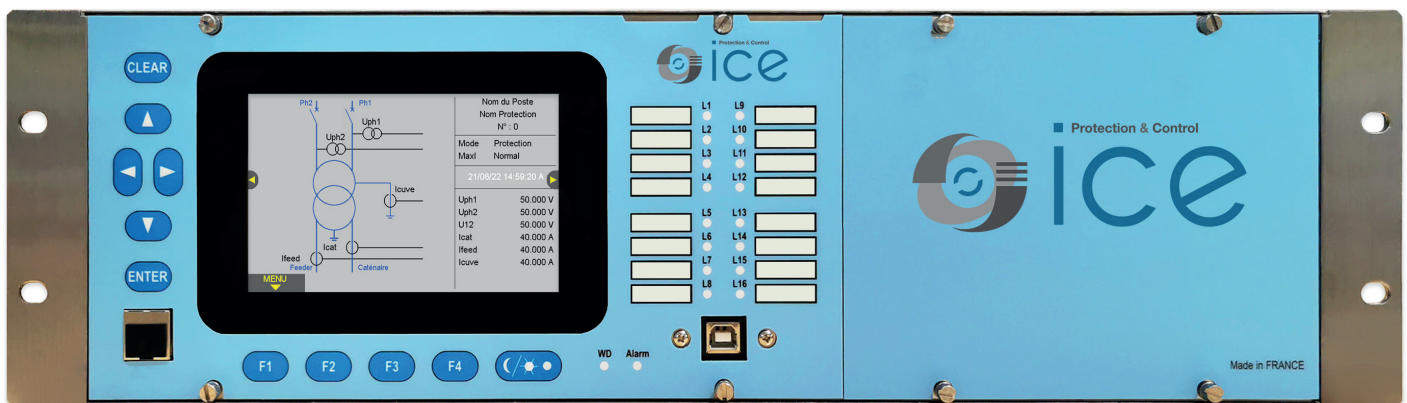 CLEAR
ENTER
Ph2
Ph1
Uph1
Uph2
Icuve
Icat
Ifeed
Feeder
Caténaire
MENU
Nom du Poste
Nom Protection
N° : 0
Mode Protection
MaxI Normal
21/06/22 14:59:20 A
Uph1 50.000 V
Uph2 50.000 V
U12 50.000 V
Icat 40.000 A
Ifeed 40.000 A
Icuve 40.000 A
F1
F2
F3
F4
WD
Alarm
Protection & Control
ice
L1 L9
L2 L10
L3 L11
L4 L12
L5 L13
L6 L14
L7 L15
L8 L16
Protection & Control
ice
Made in FRANCE